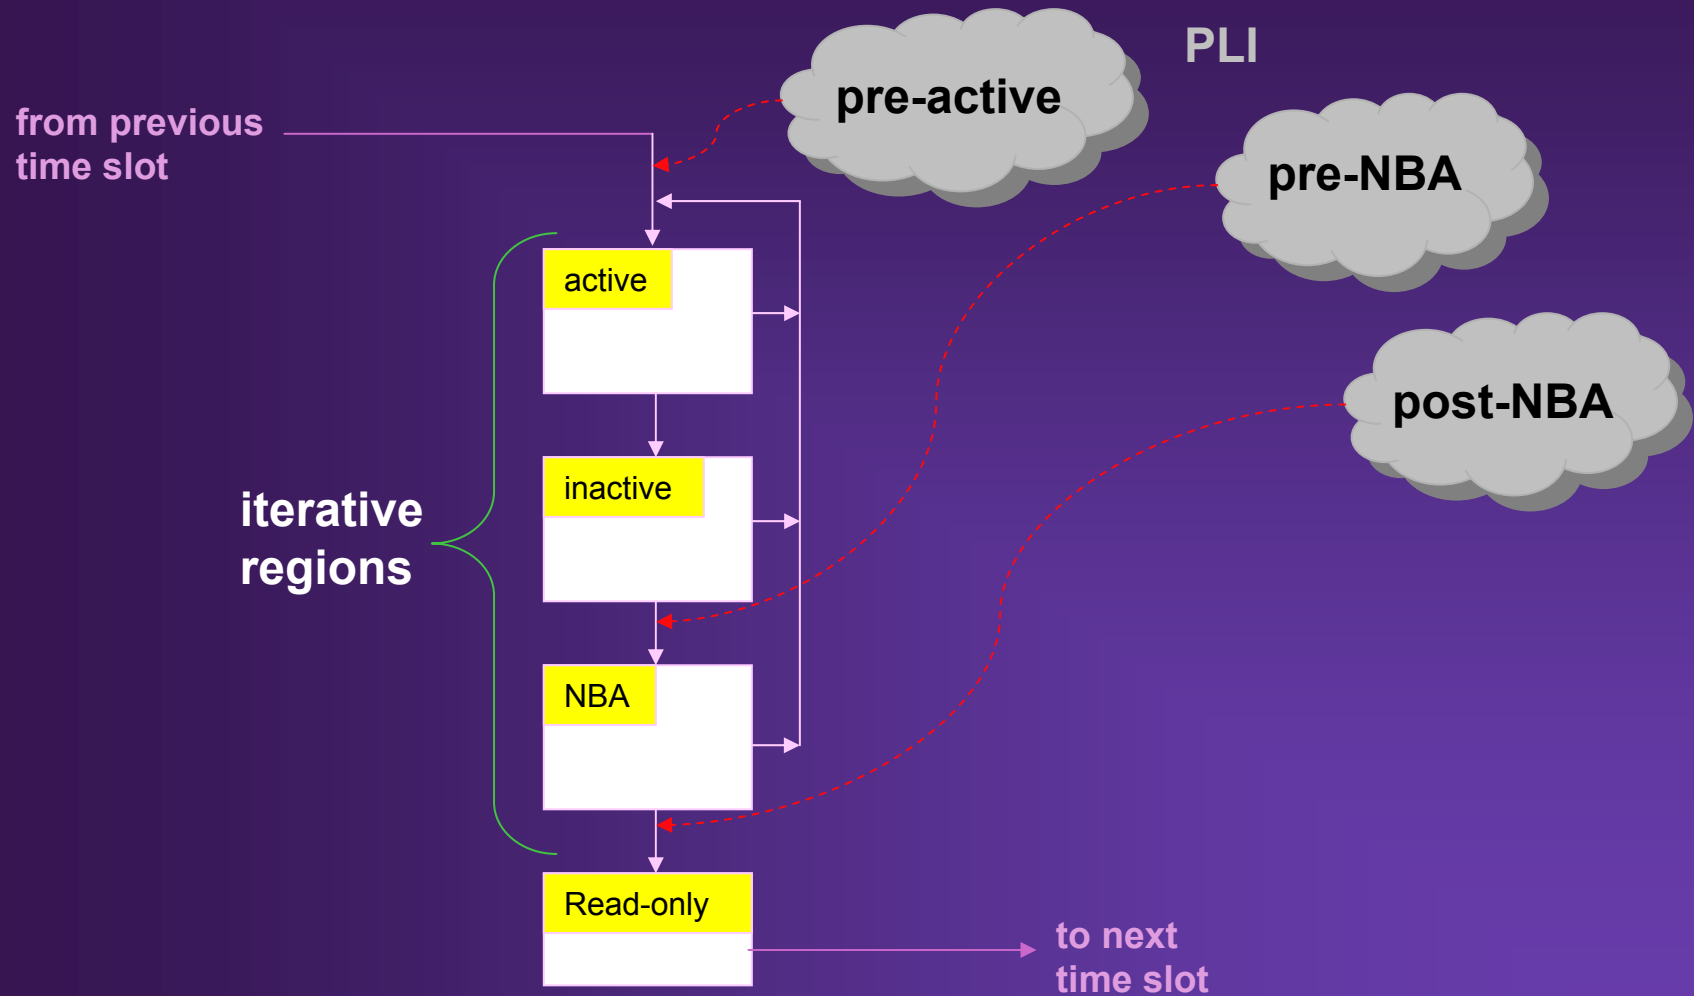 PLI
pre-active
from previous
time slot
pre-NBA
active
post-NBA
inactive
iterative
regions
NBA
Read-only
to next
time slot